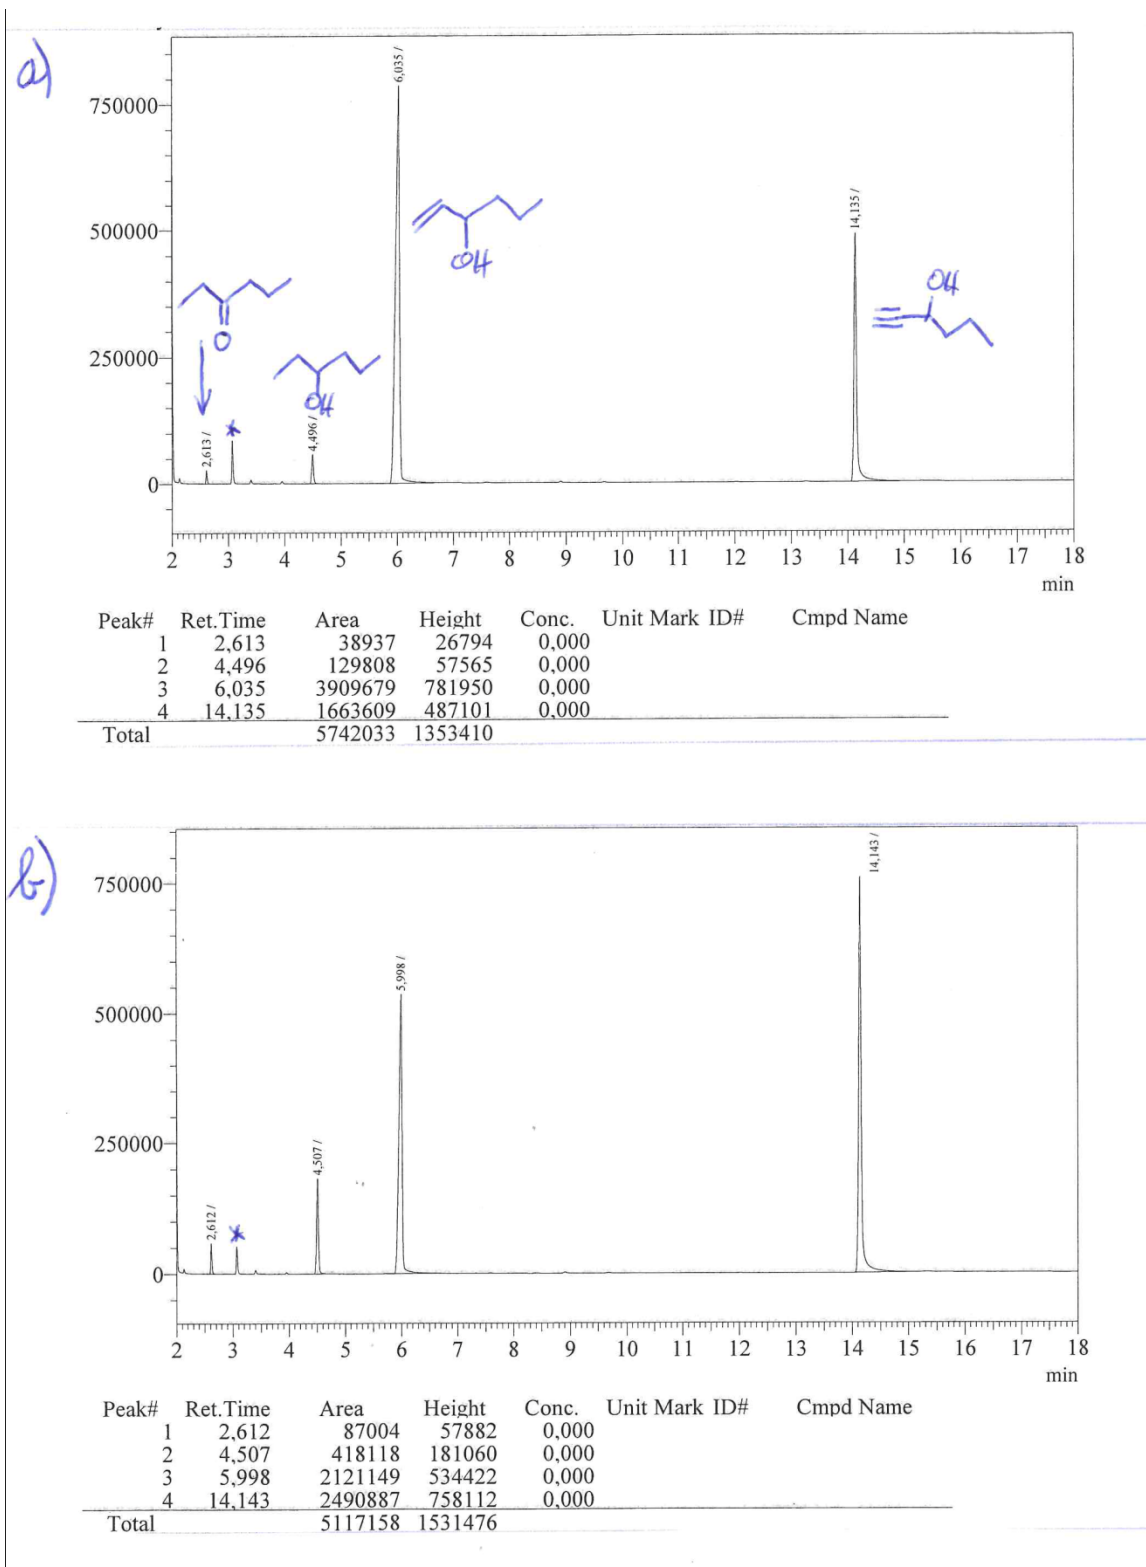 a)
6,035 /
750000
500000
14,135 /
OH
OH
250000
O
OH
2,613 /
*
4,496 /
0
2 3 4 5 6 7 8 9 10 11 12 13 14 15 16 17 18
min
Peak# Ret.Time Area Height Conc. Unit Mark ID# Cmpd Name
1 2,613 38937 26794 0,000
2 4,496 129808 57565 0,000
3 6,035 3909679 781950 0,000
4 14,135 1663609 487101 0,000
Total 5742033 1353410
b)
14,143 /
750000
5,998 /
500000
250000
4,507 /
2,612 /
*
0
2 3 4 5 6 7 8 9 10 11 12 13 14 15 16 17 18
min
Peak# Ret.Time Area Height Conc. Unit Mark ID# Cmpd Name
1 2,612 87004 57882 0,000
2 4,507 418118 181060 0,000
3 5,998 2121149 534422 0,000
4 14,143 2490887 758112 0,000
Total 5117158 1531476